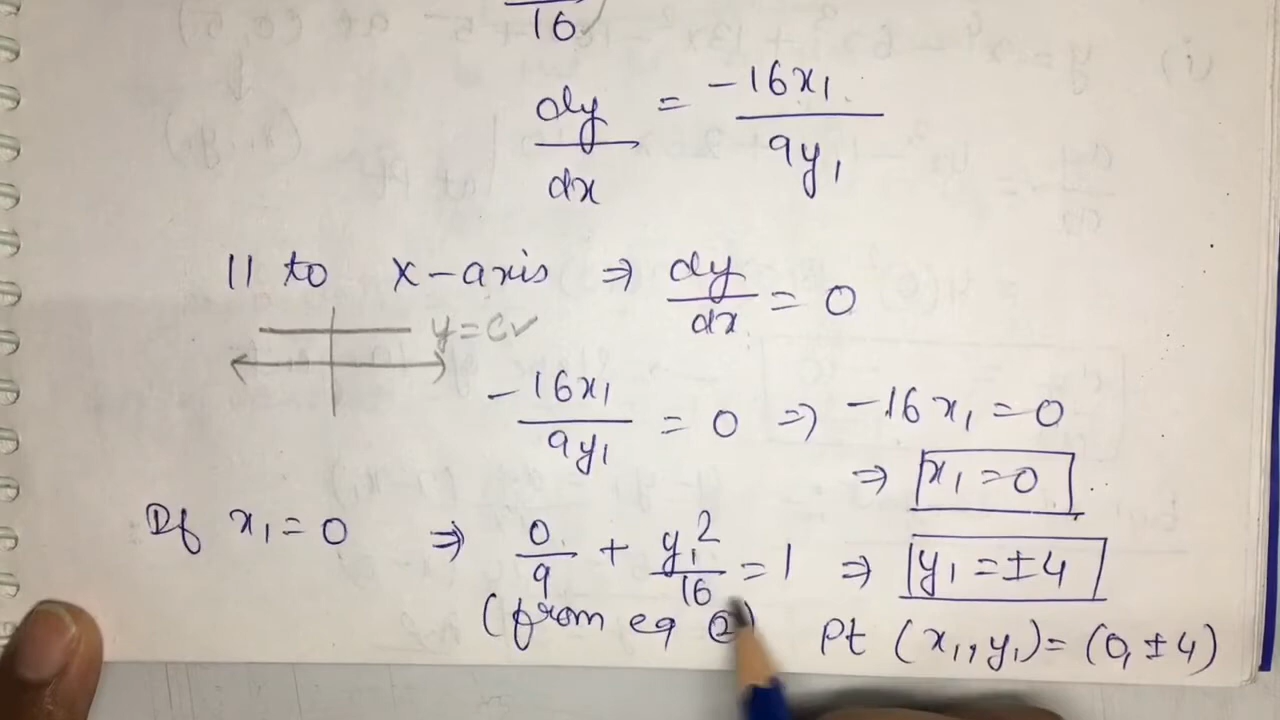 16
dy/dx = -16x₁/9y₁
|| to x-axis ⇒ dy/dx = 0
y=c✓
-16x₁/9y₁ = 0 ⇒ -16x₁ = 0
⇒ x₁ = 0
If x₁ = 0 ⇒ 0/9 + y₁²/16 = 1 ⇒ y₁ = ±4
(from eq ②) Pt (x₁, y₁) = (0, ±4)